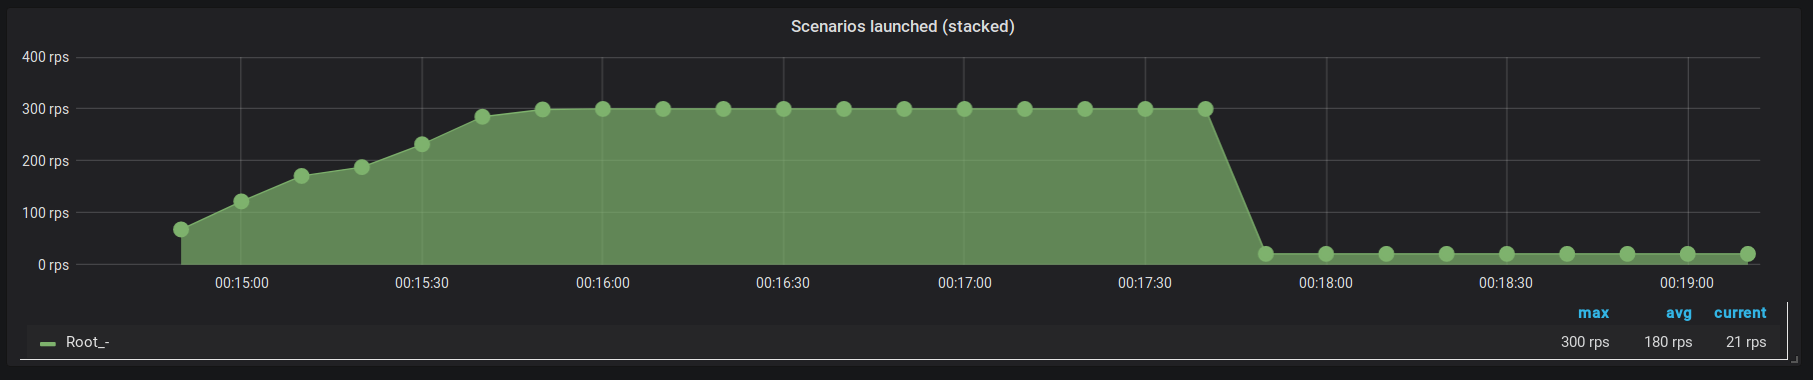 Scenarios launched (stacked)
400 rps
300 rps
200 rps
100 rps
0 rps
00:15:00 00:15:30 00:16:00 00:16:30 00:17:00 00:17:30 00:18:00 00:18:30 00:19:00
max avg current
Root_- 300 rps 180 rps 21 rps